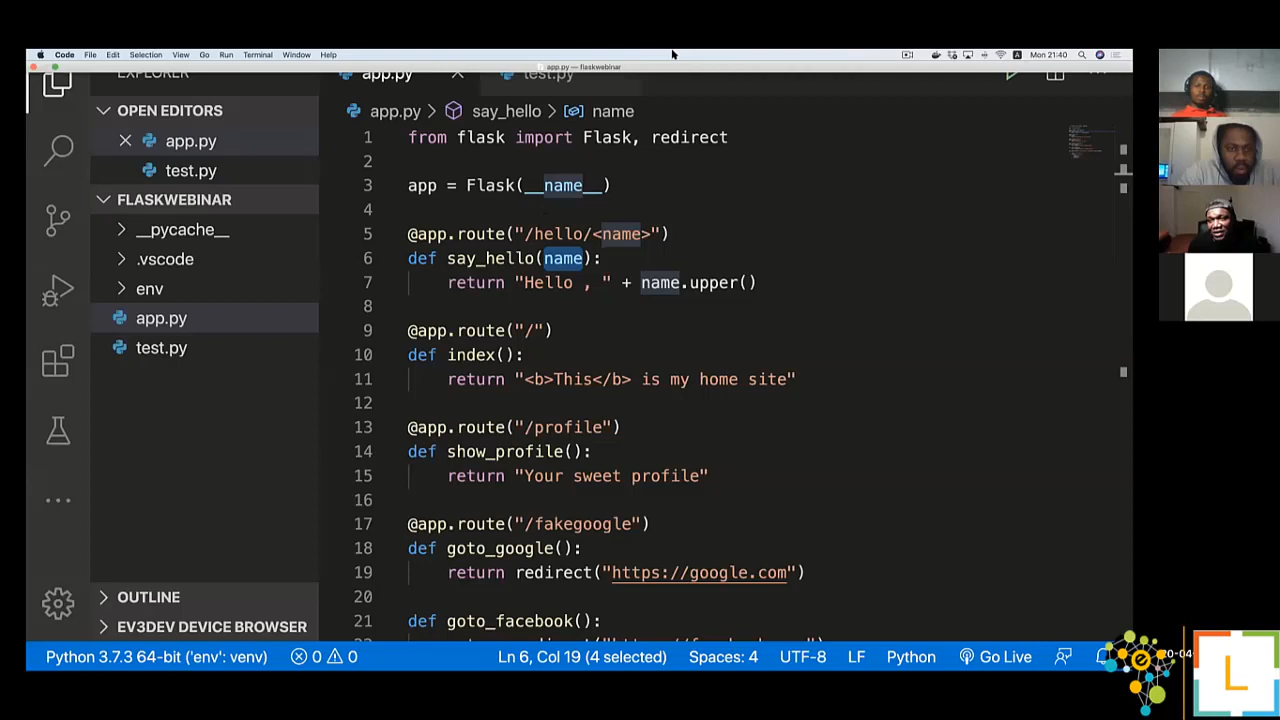 Code File Edit Selection View Go Run Terminal Window Help
Mon 21:40
app.py — flaskwebinar
EXPLORER
OPEN EDITORS
app.py
test.py
FLASKWEBINAR
__pycache__
.vscode
env
app.py
test.py
OUTLINE
EV3DEV DEVICE BROWSER
app.py test.py
app.py say_hello name
1 from flask import Flask, redirect
2
3 app = Flask(__name__)
4
5 @app.route("/hello/<name>")
6 def say_hello(name):
7 return "Hello , " + name.upper()
8
9 @app.route("/")
10 def index():
11 return "<b>This</b> is my home site"
12
13 @app.route("/profile")
14 def show_profile():
15 return "Your sweet profile"
16
17 @app.route("/fakegoogle")
18 def goto_google():
19 return redirect("https://google.com")
20
21 def goto_facebook():
Python 3.7.3 64-bit ('env': venv) 0 0 Ln 6, Col 19 (4 selected) Spaces: 4 UTF-8 LF Python Go Live
L